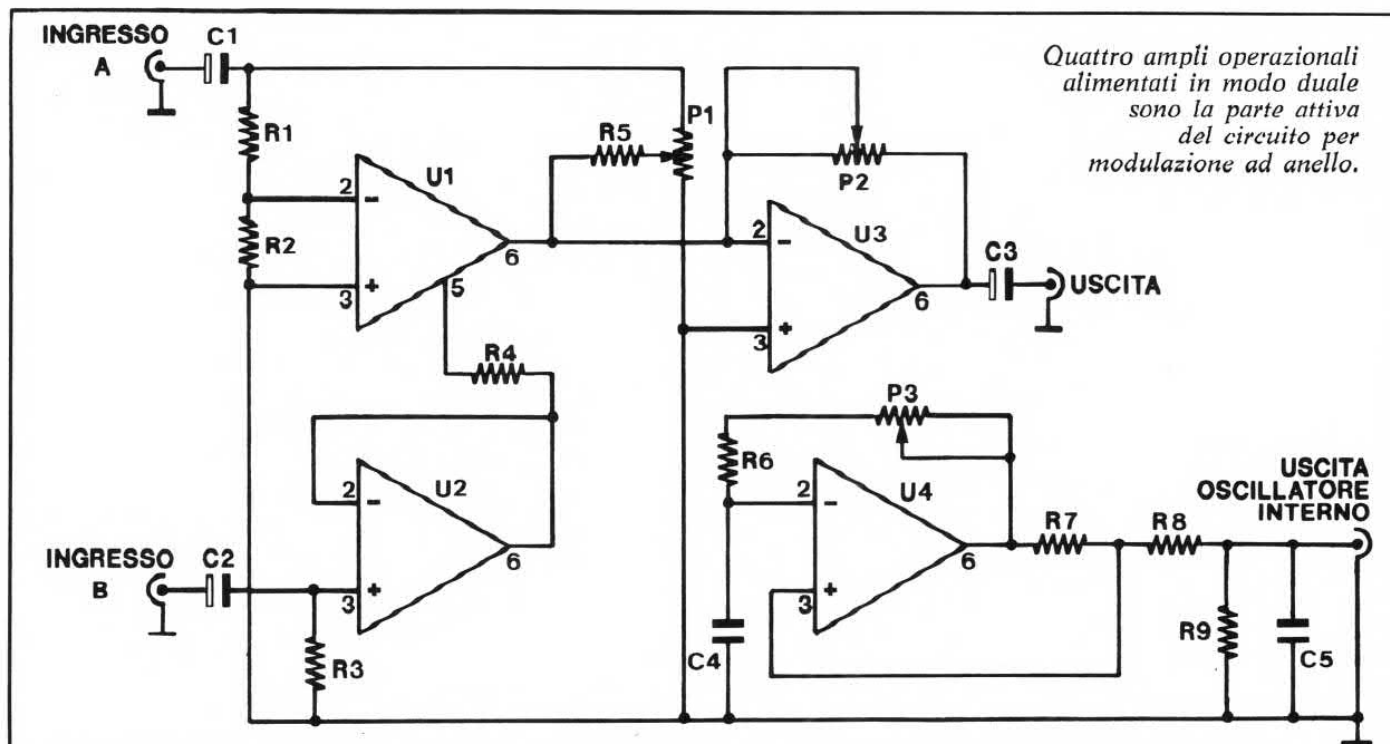 INGRESSO
A
C1
R1
R2
2
-
3
+
U1
6
5
R5
P1
P2
2
-
U3
3
+
6
C3
USCITA
Quattro ampli operazionali
alimentati in modo duale
sono la parte attiva
del circuito per
modulazione ad anello.
R4
INGRESSO
B
C2
R3
2
-
U2
3
+
6
P3
R6
2
-
U4
3
+
6
C4
R7
R8
R9
C5
USCITA
OSCILLATORE
INTERNO